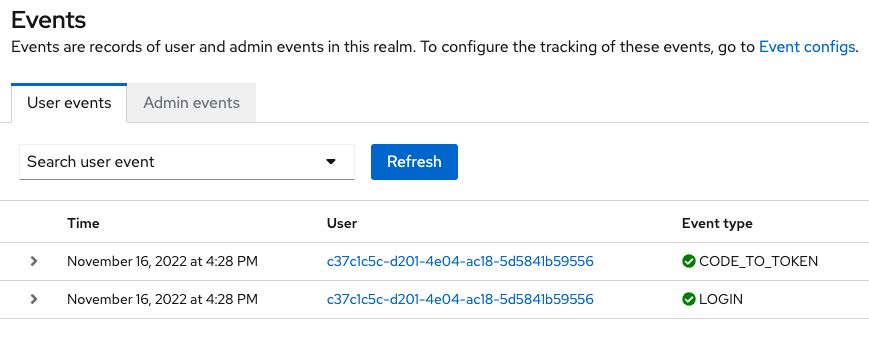 Events
Events are records of user and admin events in this realm. To configure the tracking of these events, go to Event configs.
User events Admin events
Search user event Refresh
Time User Event type
November 16, 2022 at 4:28 PM c37c1c5c-d201-4e04-ac18-5d5841b59556 CODE_TO_TOKEN
November 16, 2022 at 4:28 PM c37c1c5c-d201-4e04-ac18-5d5841b59556 LOGIN